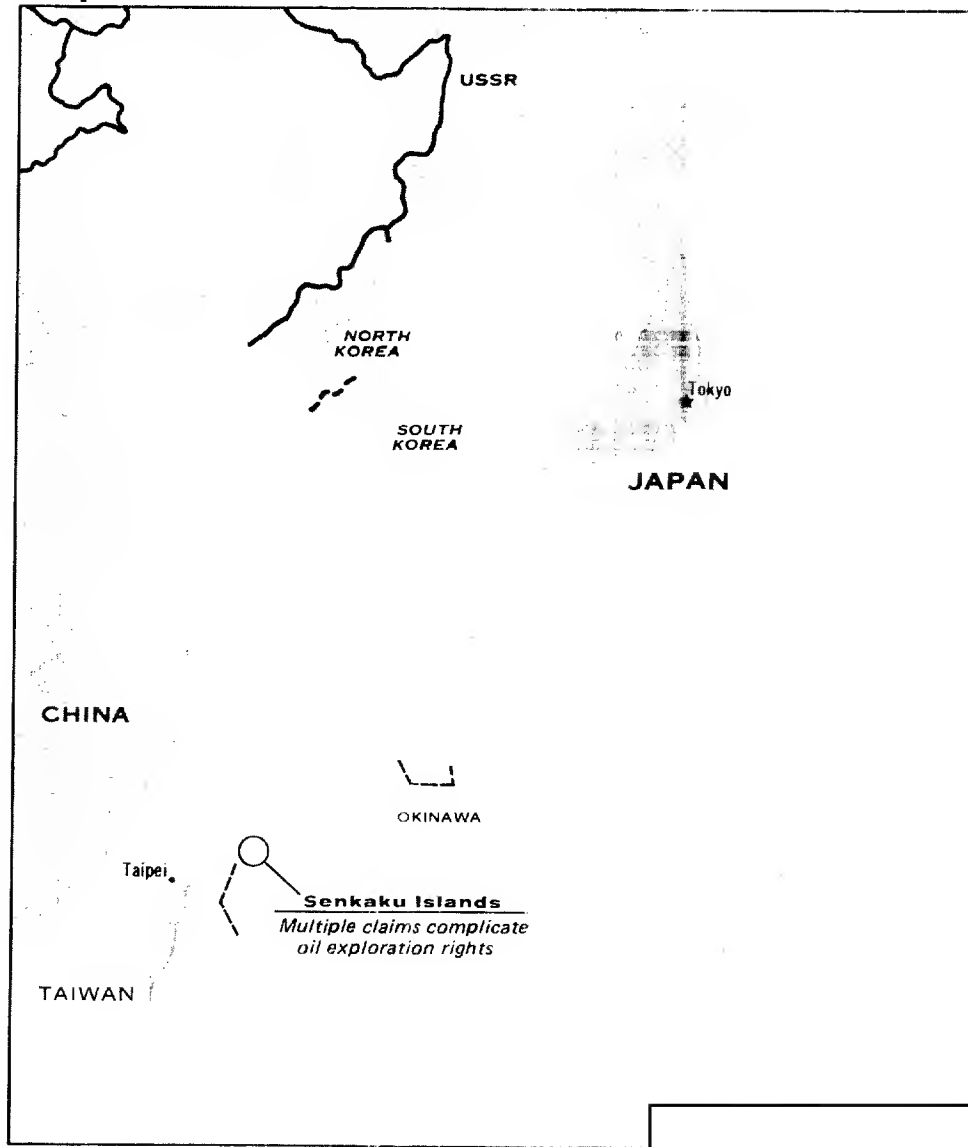 USSR
NORTH
KOREA
Tokyo
SOUTH
KOREA
JAPAN
CHINA
OKINAWA
Taipei
Senkaku Islands
Multiple claims complicate
oil exploration rights
TAIWAN